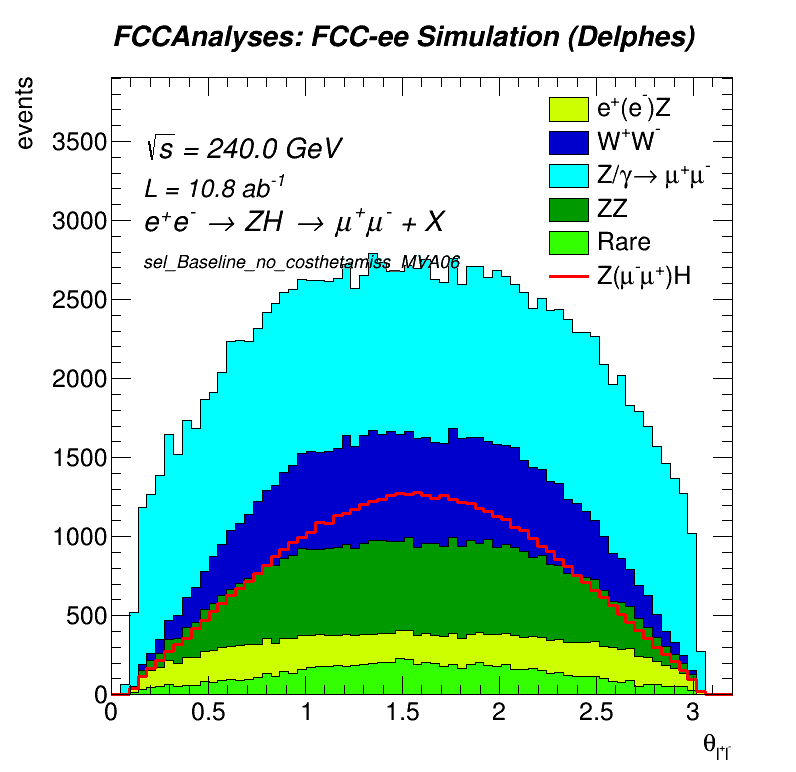 FCCAnalyses: FCC-ee Simulation (Delphes)
events
√s = 240.0 GeV
L = 10.8 ab⁻¹
e⁺e⁻ → ZH → μ⁺μ⁻ + X
sel_Baseline_no_costhetamiss_MVA06
e⁺(e⁻)Z
W⁺W⁻
Z/γ→ μ⁺μ⁻
ZZ
Rare
Z(μ⁻μ⁺)H
3500
3000
2500
2000
1500
1000
500
0
0 0.5 1 1.5 2 2.5 3
θ_l⁺l⁻